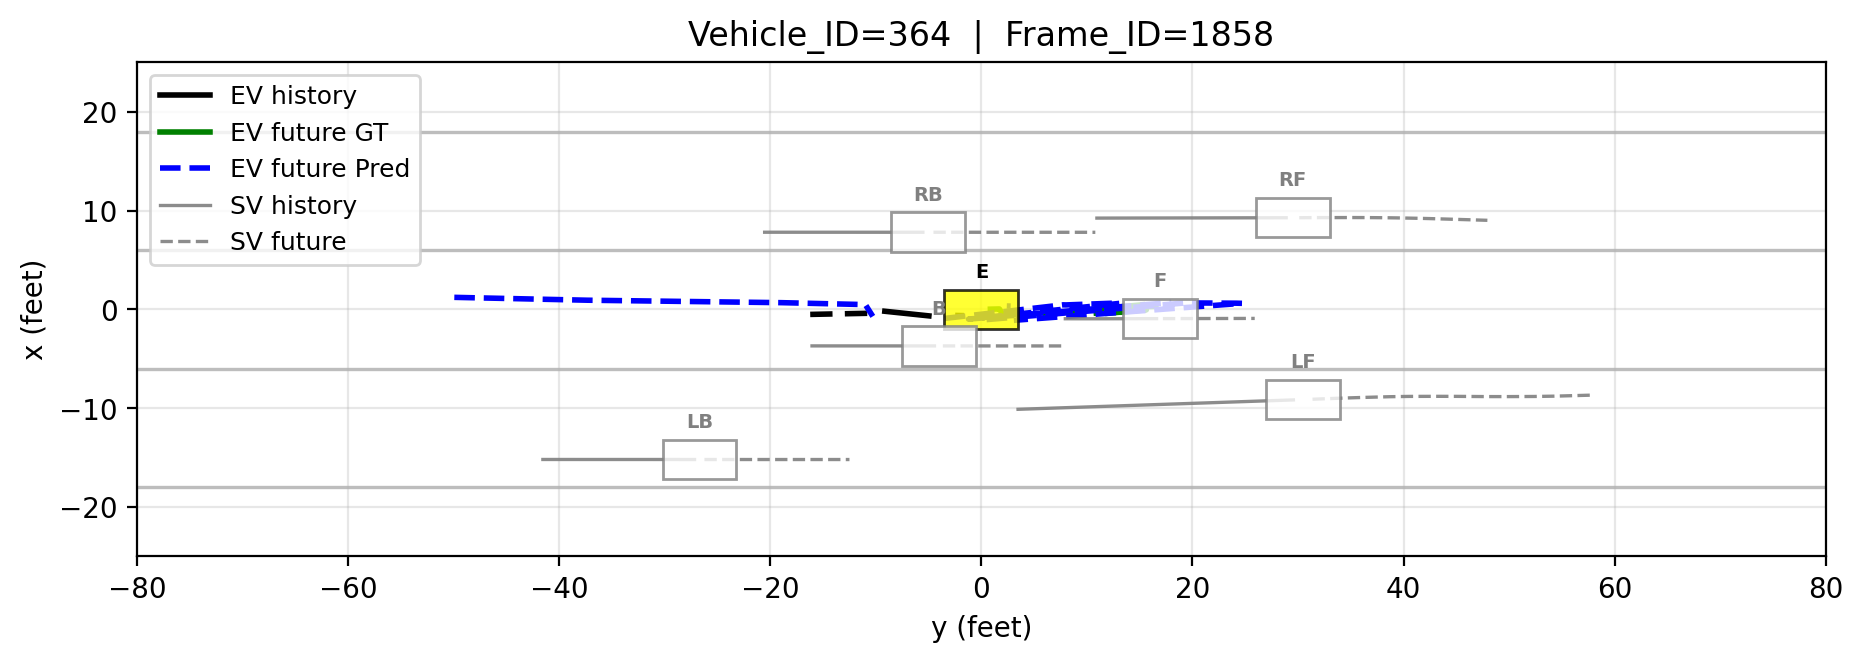 Vehicle_ID=364 | Frame_ID=1858
EV history
EV future GT
EV future Pred
SV history
SV future
RB
RF
E
F
B
LF
LB
20
10
0
−10
−20
x (feet)
−80
−60
−40
−20
0
20
40
60
80
y (feet)